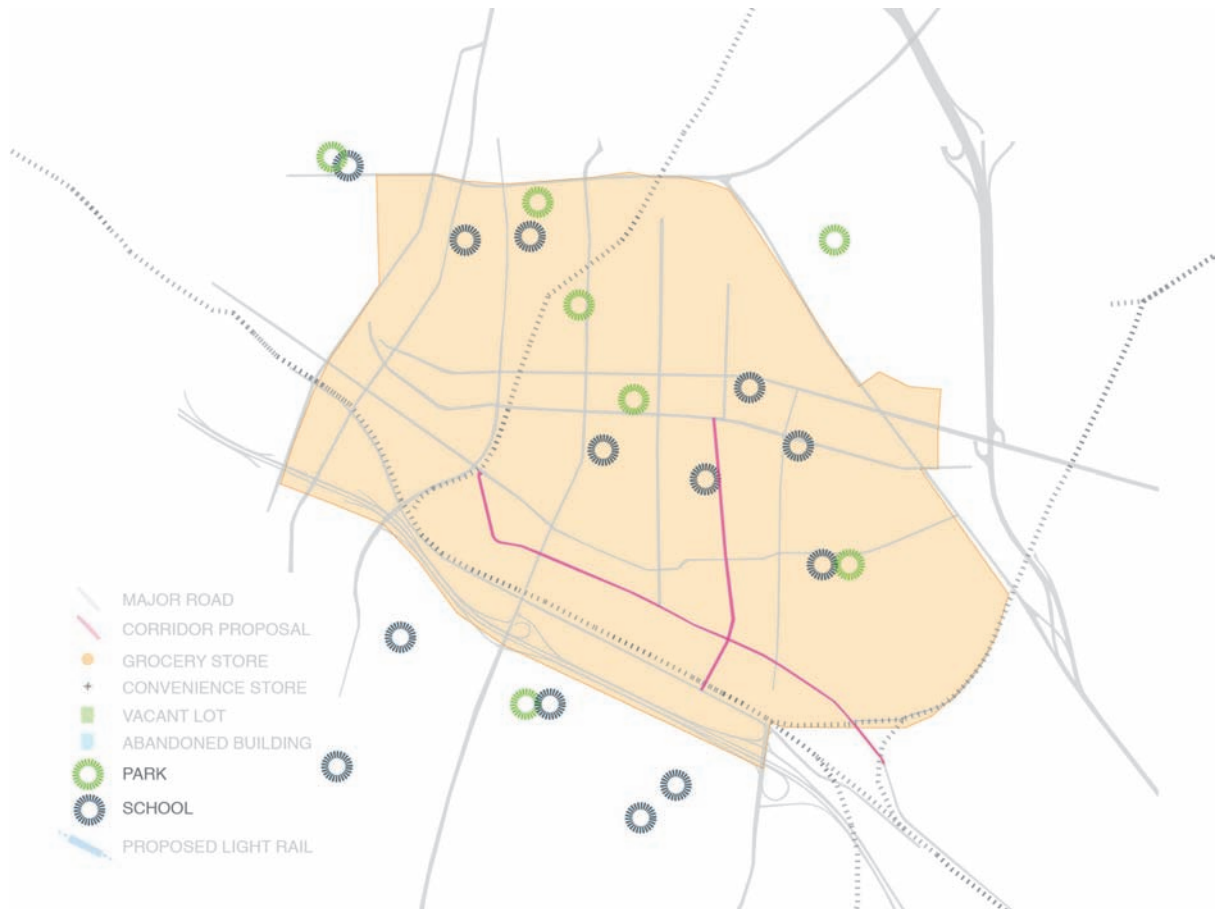 MAJOR ROAD
CORRIDOR PROPOSAL
GROCERY STORE
CONVENIENCE STORE
VACANT LOT
ABANDONED BUILDING
PARK
SCHOOL
PROPOSED LIGHT RAIL